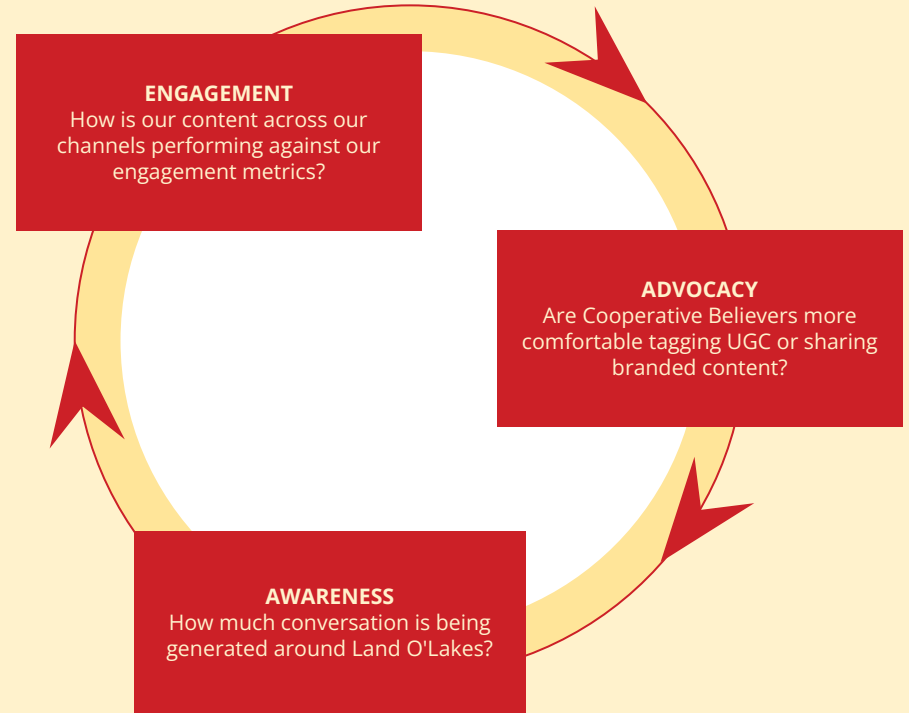 ENGAGEMENT
How is our content across our
channels performing against our
engagement metrics?
ADVOCACY
Are Cooperative Believers more
comfortable tagging UGC or sharing
branded content?
AWARENESS
How much conversation is being
generated around Land O'Lakes?